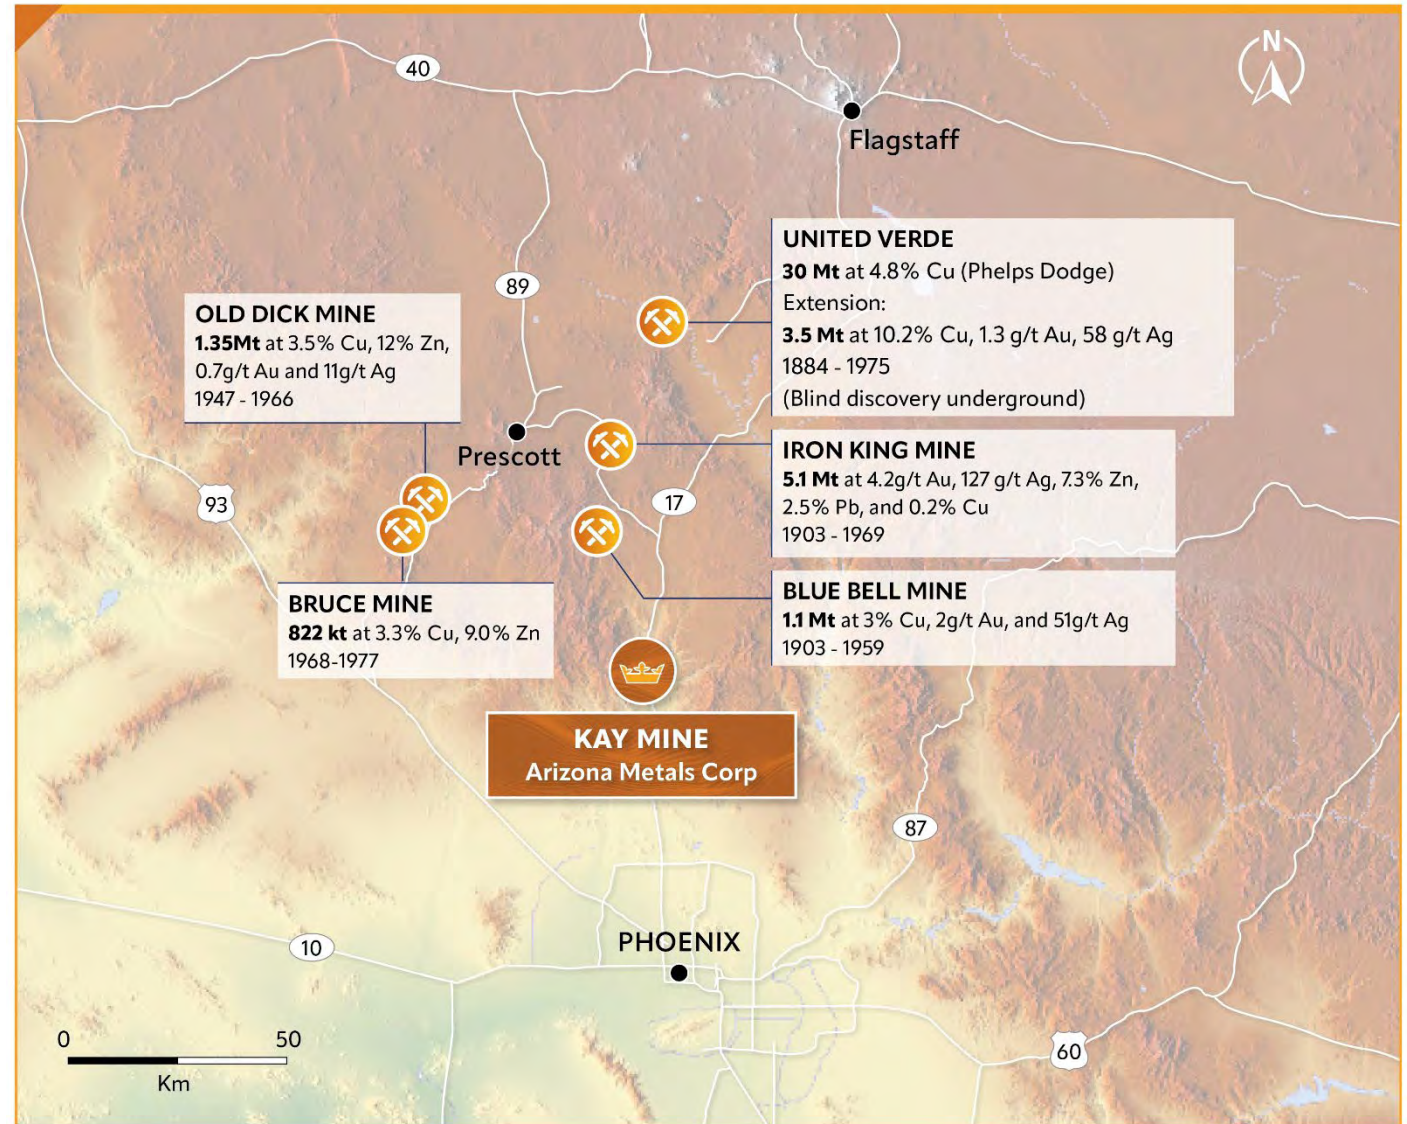 N
40
Flagstaff
UNITED VERDE
30 Mt at 4.8% Cu (Phelps Dodge)
Extension:
3.5 Mt at 10.2% Cu, 1.3 g/t Au, 58 g/t Ag
1884 - 1975
(Blind discovery underground)
89
OLD DICK MINE
1.35Mt at 3.5% Cu, 12% Zn,
0.7g/t Au and 11g/t Ag
1947 - 1966
Prescott
IRON KING MINE
5.1 Mt at 4.2g/t Au, 127 g/t Ag, 7.3% Zn,
2.5% Pb, and 0.2% Cu
1903 - 1969
93
17
BLUE BELL MINE
1.1 Mt at 3% Cu, 2g/t Au, and 51g/t Ag
1903 - 1959
BRUCE MINE
822 kt at 3.3% Cu, 9.0% Zn
1968-1977
KAY MINE
Arizona Metals Corp
87
PHOENIX
10
0 50
Km
60